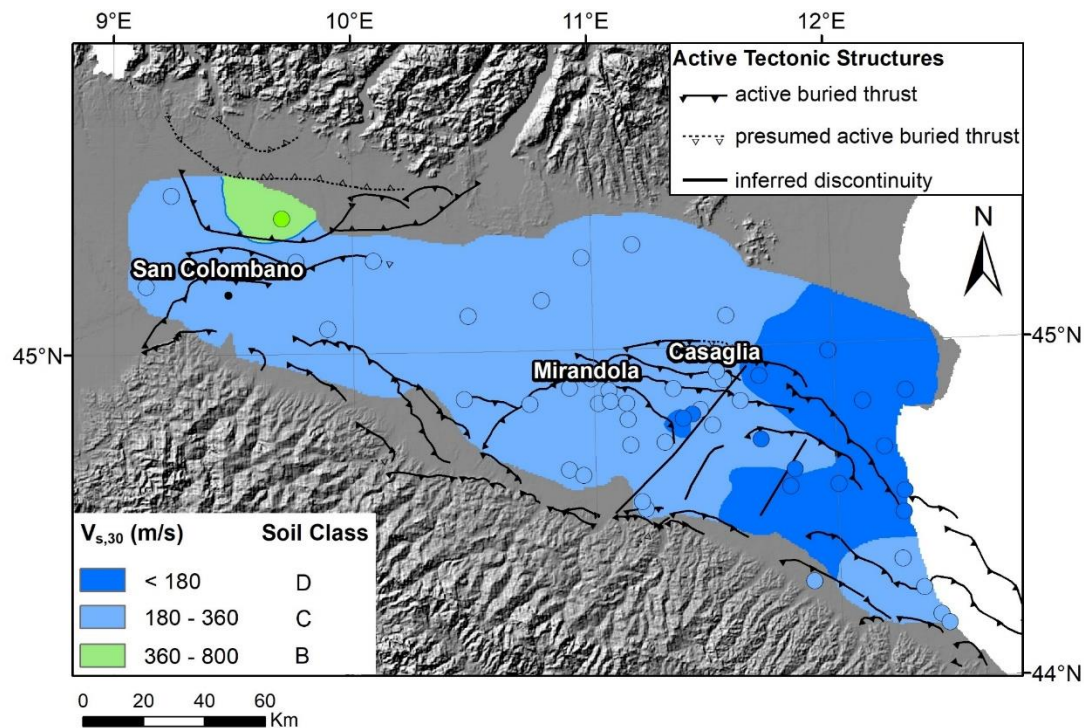 9°E 10°E 11°E 12°E
Active Tectonic Structures
active buried thrust
presumed active buried thrust
inferred discontinuity
N
San Colombano
45°N 45°N
Casaglia
Mirandola
Vs,30 (m/s) Soil Class
< 180 D
180 - 360 C
360 - 800 B
44°N
0 20 40 60
Km